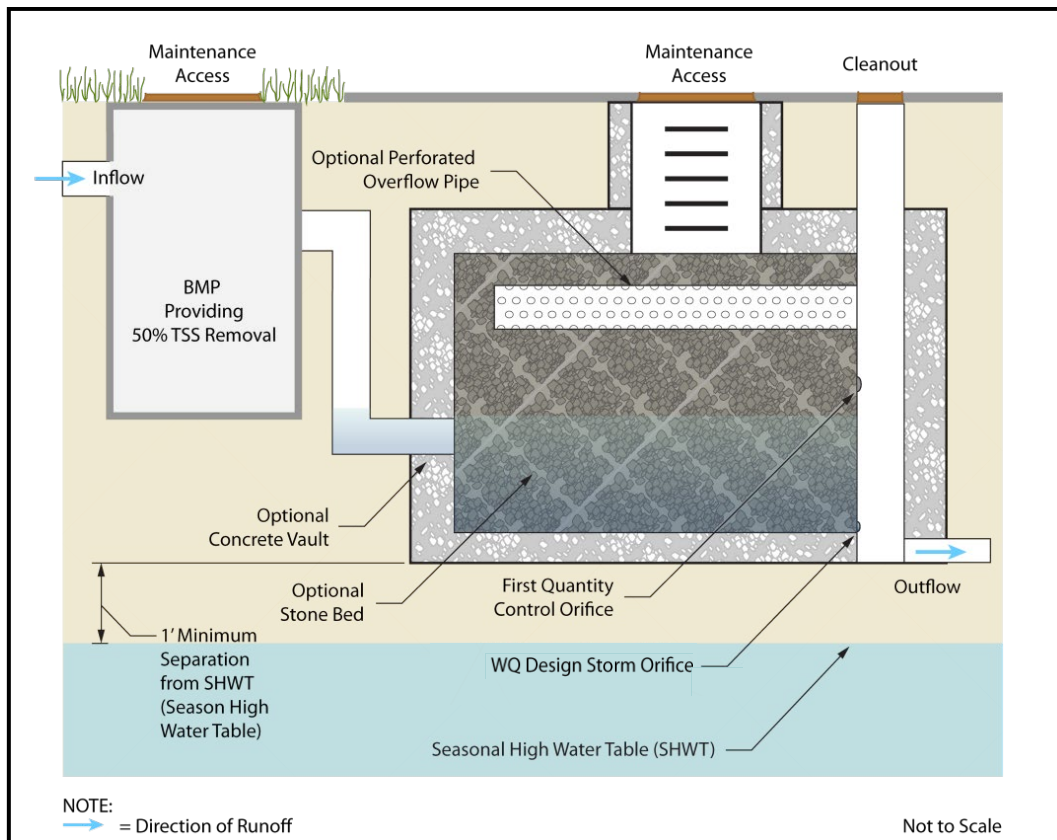 Maintenance
Access
Maintenance
Access
Cleanout
Inflow
Optional Perforated
Overflow Pipe
BMP
Providing
50% TSS Removal
Optional
Concrete Vault
Optional
Stone Bed
First Quantity
Control Orifice
Outflow
1’ Minimum
Separation
from SHWT
(Season High
Water Table)
WQ Design Storm Orifice
Seasonal High Water Table (SHWT)
NOTE:
= Direction of Runoff
Not to Scale